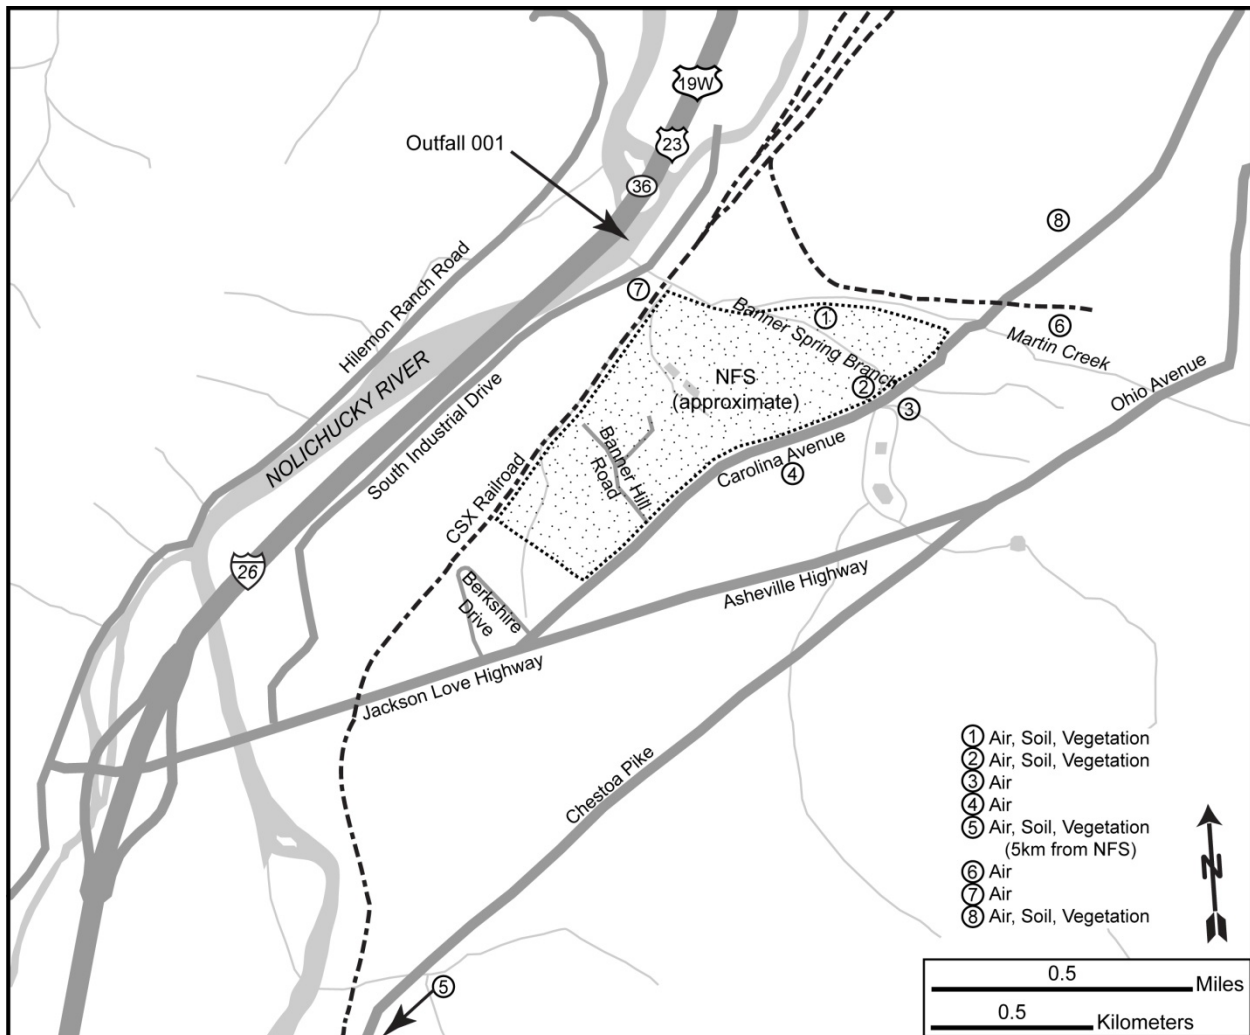 19W
23
Outfall 001
36
8
Hilemon Ranch Road
7
Banner Spring Branch
1
6
Martin Creek
NOLICHUCKY RIVER
South Industrial Drive
NFS
(approximate)
2
3
Ohio Avenue
Banner Hill
Road
Carolina Avenue
4
CSX Railroad
26
Berkshire
Drive
Asheville Highway
Jackson Love Highway
Chestoa Pike
1 Air, Soil, Vegetation
2 Air, Soil, Vegetation
3 Air
4 Air
5 Air, Soil, Vegetation
(5km from NFS)
6 Air
7 Air
8 Air, Soil, Vegetation
N
5
0.5
Miles
0.5
Kilometers